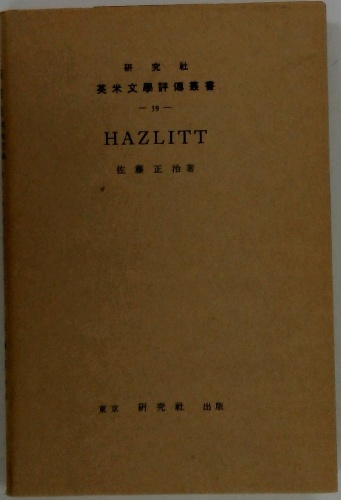 研究社
英米文學評傳叢書
— 39 —
HAZLITT
佐藤正治著
東京 研究社 出版